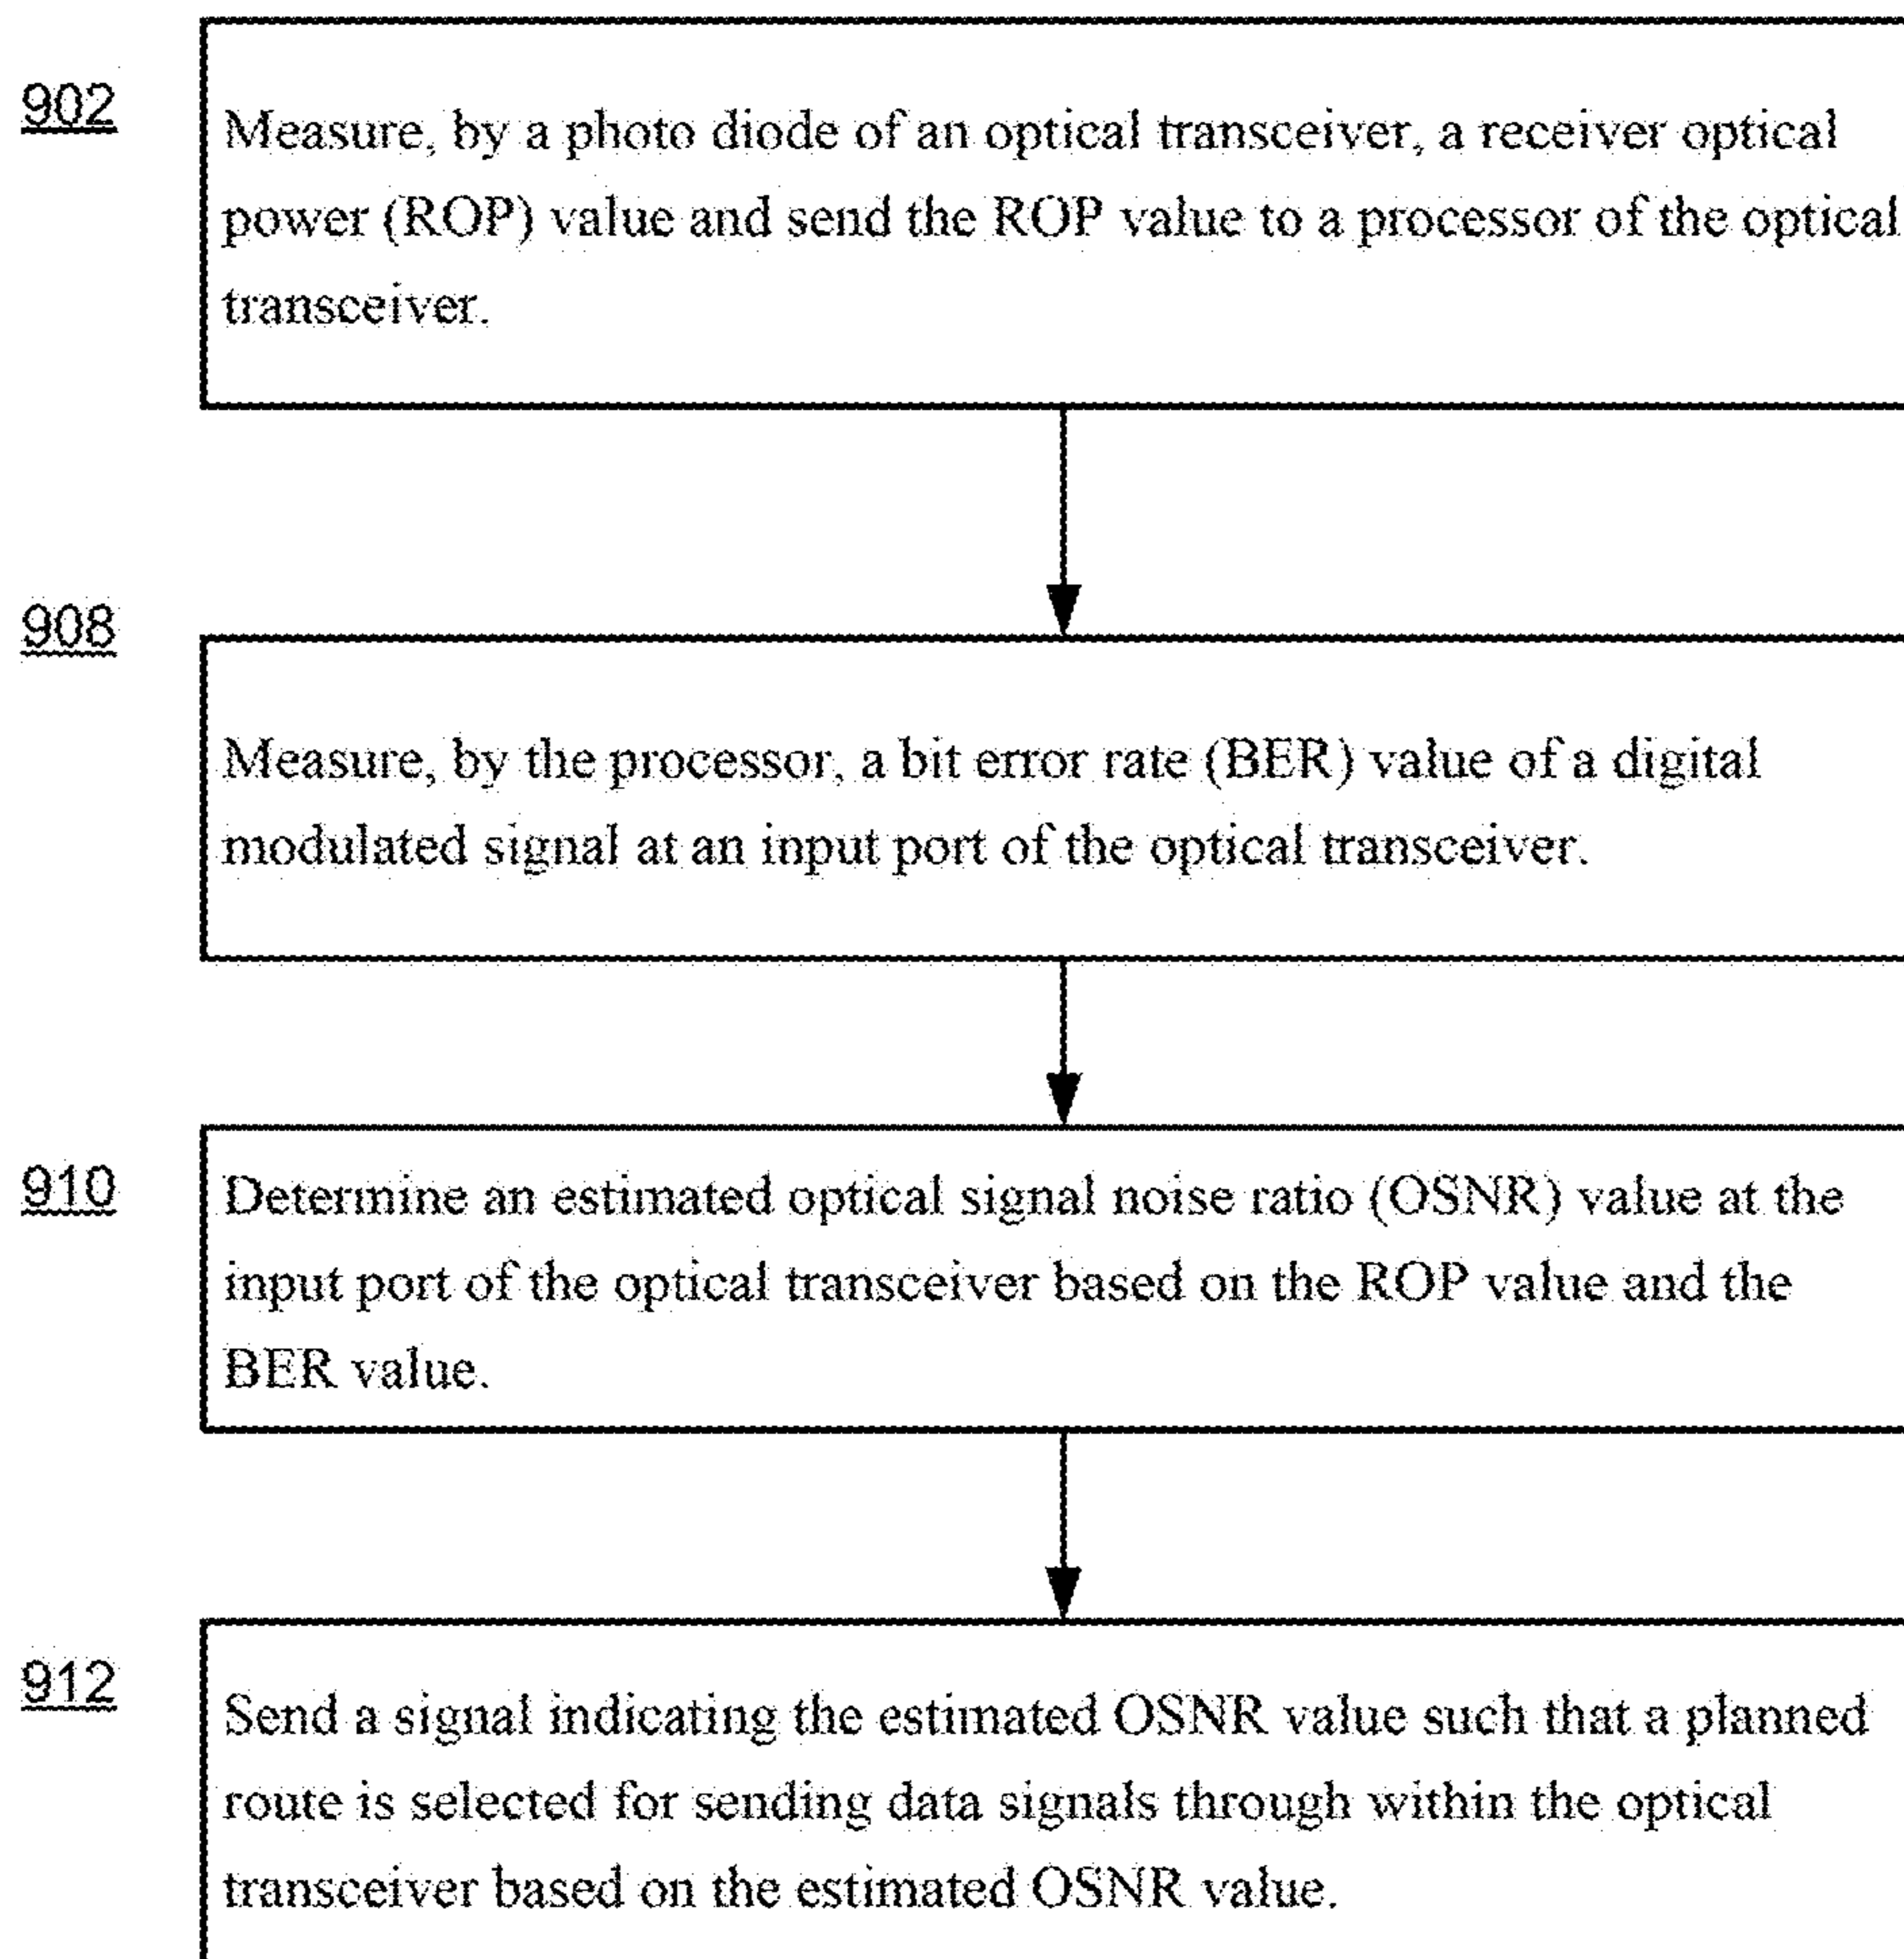 902
Measure, by a photo diode of an optical transceiver, a receiver optical
power (ROP) value and send the ROP value to a processor of the optical
transceiver.
908
Measure, by the processor, a bit error rate (BER) value of a digital
modulated signal at an input port of the optical transceiver.
910
Determine an estimated optical signal noise ratio (OSNR) value at the
input port of the optical transceiver based on the ROP value and the
BER value.
912
Send a signal indicating the estimated OSNR value such that a planned
route is selected for sending data signals through within the optical
transceiver based on the estimated OSNR value.